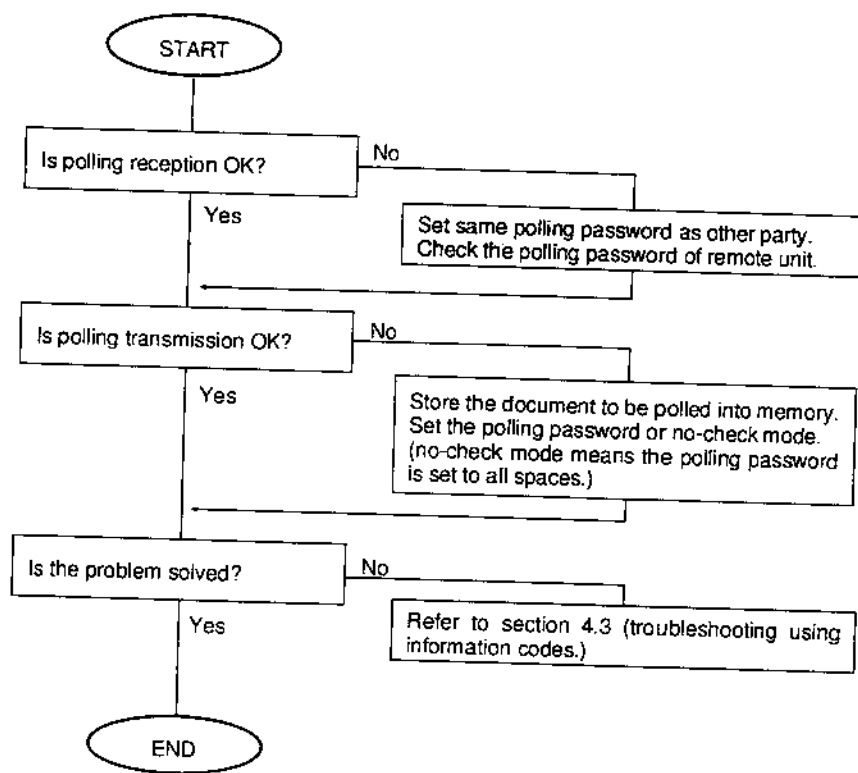 START
Is polling reception OK?
No
Yes
Set same polling password as other party.
Check the polling password of remote unit.
Is polling transmission OK?
No
Yes
Store the document to be polled into memory.
Set the polling password or no-check mode.
(no-check mode means the polling password
is set to all spaces.)
Is the problem solved?
No
Yes
Refer to section 4.3 (troubleshooting using
information codes.)
END